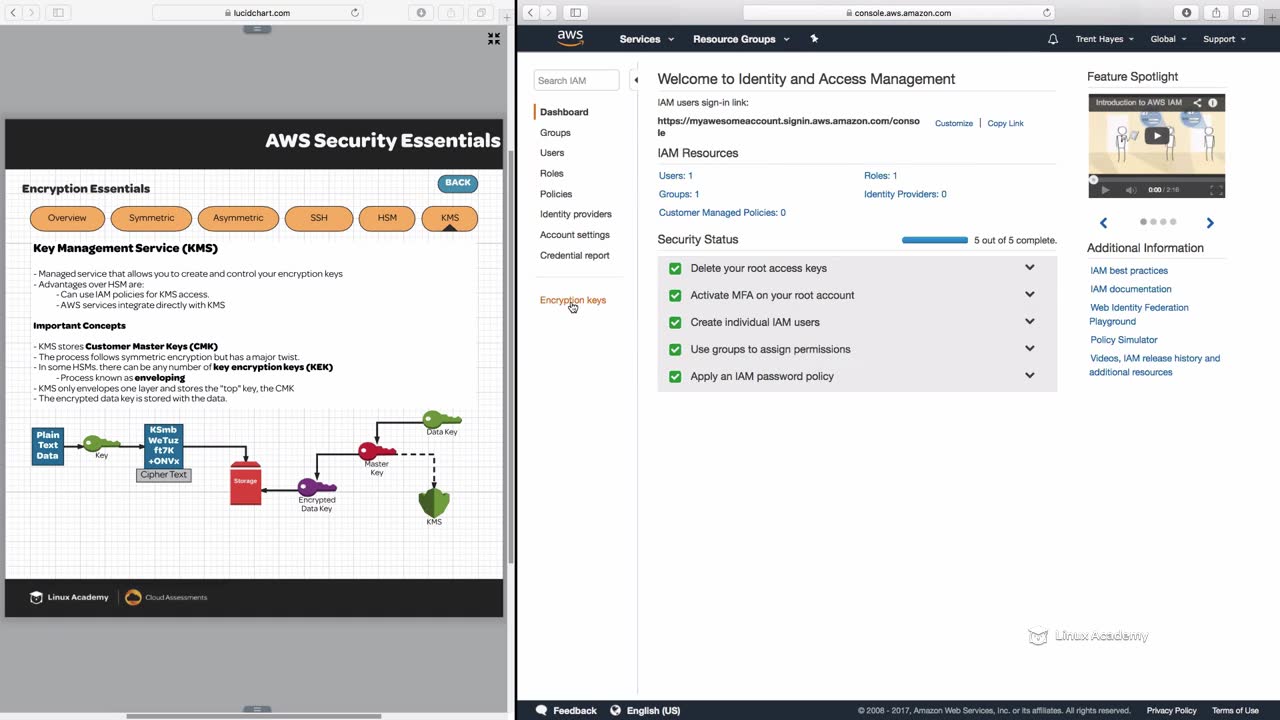 lucidchart.com
AWS Security Essentials
Encryption Essentials
BACK
Overview
Symmetric
Asymmetric
SSH
HSM
KMS
Key Management Service (KMS)
- Managed service that allows you to create and control your encryption keys
- Advantages over HSM are:
- Can use IAM policies for KMS access.
- AWS services integrate directly with KMS
Important Concepts
- KMS stores Customer Master Keys (CMK)
- The process follows symmetric encryption but has a major twist.
- In some HSMs. there can be any number of key encryption keys (KEK)
- Process known as enveloping
- KMS only envelopes one layer and stores the "top" key, the CMK
- The encrypted data key is stored with the data.
Plain
Text
Data
Key
KSmb
WeTuz
ft7K
+ONVx
Cipher Text
Storage
Encrypted
Data Key
Master
Key
Data Key
KMS
Linux Academy
Cloud Assessments
console.aws.amazon.com
aws
Services
Resource Groups
Trent Hayes
Global
Support
Search IAM
Dashboard
Groups
Users
Roles
Policies
Identity providers
Account settings
Credential report
Encryption keys
Welcome to Identity and Access Management
IAM users sign-in link:
https://myawesomeaccount.signin.aws.amazon.com/conso
le
Customize
Copy Link
IAM Resources
Users: 1
Roles: 1
Groups: 1
Identity Providers: 0
Customer Managed Policies: 0
Security Status
5 out of 5 complete.
Delete your root access keys
Activate MFA on your root account
Create individual IAM users
Use groups to assign permissions
Apply an IAM password policy
Feature Spotlight
Introduction to AWS IAM
0:00 / 2:16
Additional Information
IAM best practices
IAM documentation
Web Identity Federation
Playground
Policy Simulator
Videos, IAM release history and
additional resources
Linux Academy
Feedback
English (US)
© 2008 - 2017, Amazon Web Services, Inc. or its affiliates. All rights reserved.
Privacy Policy
Terms of Use